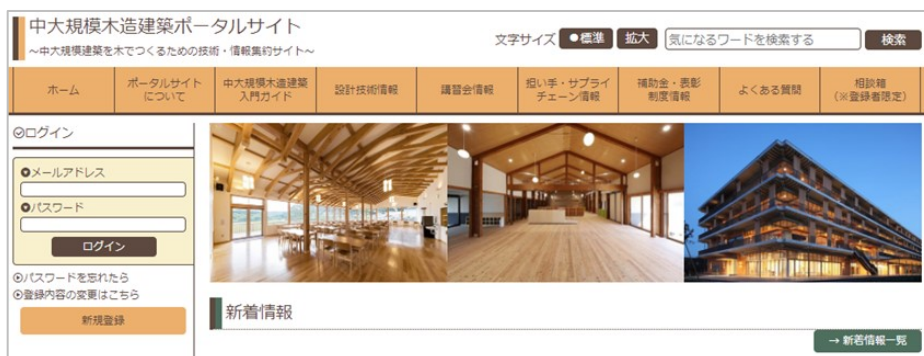 中大規模木造建築ポータルサイト
～中大規模建築を木でつくるための技術・情報集約サイト～
文字サイズ ●標準 拡大 気になるワードを検索する 検索
ホーム
ポータルサイト
について
中大規模木造建築
入門ガイド
設計技術情報
講習会情報
担い手・サプライ
チェーン情報
補助金・表彰
制度情報
よくある質問
相談箱
（※登録者限定）
ログイン
メールアドレス
パスワード
ログイン
パスワードを忘れたら
登録内容の変更はこちら
新規登録
新着情報
→ 新着情報一覧